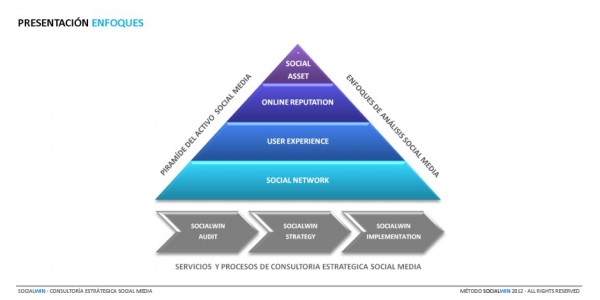 PRESENTACIÓN ENFOQUES
SOCIAL
ASSET
ONLINE REPUTATION
USER EXPERIENCE
SOCIAL NETWORK
PIRAMÍDE DEL ACTIVO SOCIAL MEDIA
ENFOQUES DE ANÁLISIS SOCIAL MEDIA
SOCIALWIN
AUDIT
SOCIALWIN
STRATEGY
SOCIALWIN
IMPLEMENTATION
SERVICIOS Y PROCESOS DE CONSULTORIA ESTRATEGICA SOCIAL MEDIA
SOCIALWIN - CONSULTORÍA ESTRÁTEGICA SOCIAL MEDIA
MÉTODO SOCIALWIN 2012 - ALL RIGHTS RESERVED